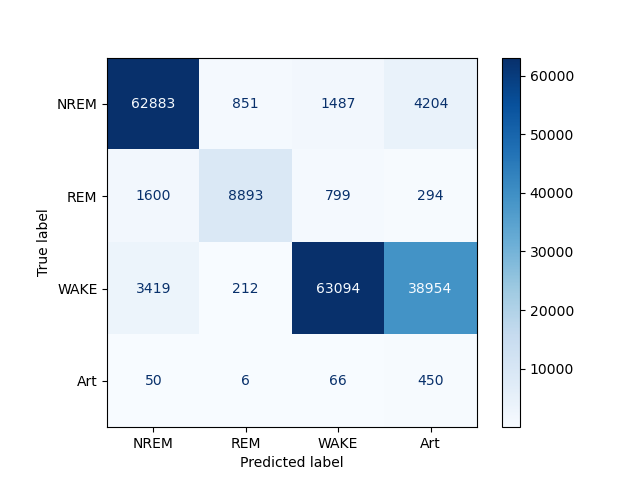 NREM 62883 851 1487 4204
REM 1600 8893 799 294
WAKE 3419 212 63094 38954
Art 50 6 66 450
NREM REM WAKE Art
Predicted label
True label
60000
50000
40000
30000
20000
10000